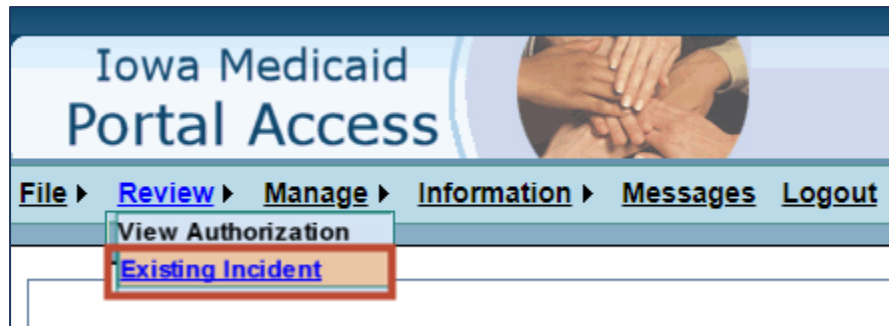 Iowa Medicaid
Portal Access
File Review Manage Information Messages Logout
View Authorization
Existing Incident